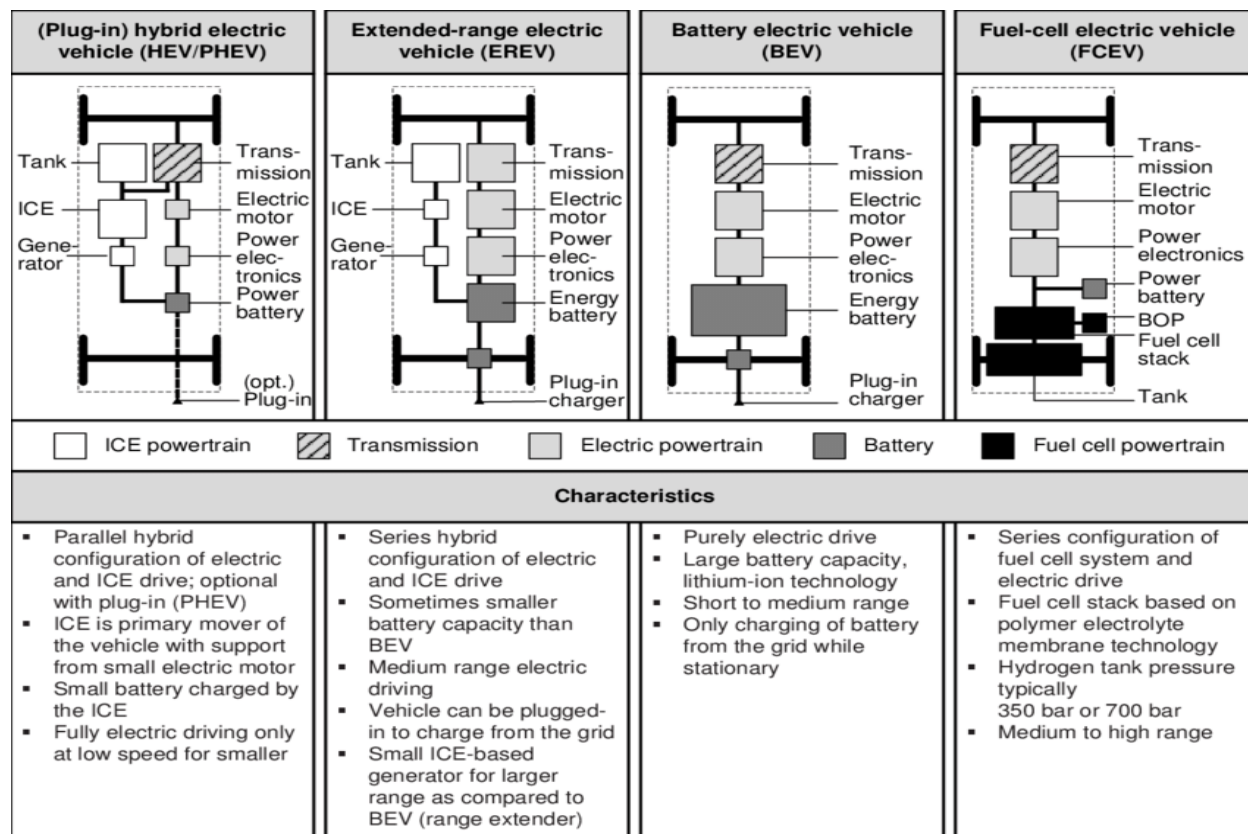 (Plug-in) hybrid electric
vehicle (HEV/PHEV)
Extended-range electric
vehicle (EREV)
Battery electric vehicle
(BEV)
Fuel-cell electric vehicle
(FCEV)
Tank
ICE
Gene-
rator
Trans-
mission
Electric
motor
Power
elec-
tronics
Power
battery
(opt.)
Plug-in
Tank
ICE
Gene-
rator
Trans-
mission
Electric
motor
Power
elec-
tronics
Energy
battery
Plug-in
charger
Trans-
mission
Electric
motor
Power
elec-
tronics
Energy
battery
Plug-in
charger
Trans-
mission
Electric
motor
Power
electronics
Power
battery
BOP
Fuel cell
stack
Tank
ICE powertrain
Transmission
Electric powertrain
Battery
Fuel cell powertrain
Characteristics
▪ Parallel hybrid
configuration of electric
and ICE drive; optional
with plug-in (PHEV)
▪ ICE is primary mover of
the vehicle with support
from small electric motor
▪ Small battery charged by
the ICE
▪ Fully electric driving only
at low speed for smaller
▪ Series hybrid
configuration of electric
and ICE drive
▪ Sometimes smaller
battery capacity than
BEV
▪ Medium range electric
driving
▪ Vehicle can be plugged-
in to charge from the grid
▪ Small ICE-based
generator for larger
range as compared to
BEV (range extender)
▪ Purely electric drive
▪ Large battery capacity,
lithium-ion technology
▪ Short to medium range
▪ Only charging of battery
from the grid while
stationary
▪ Series configuration of
fuel cell system and
electric drive
▪ Fuel cell stack based on
polymer electrolyte
membrane technology
▪ Hydrogen tank pressure
typically
350 bar or 700 bar
▪ Medium to high range